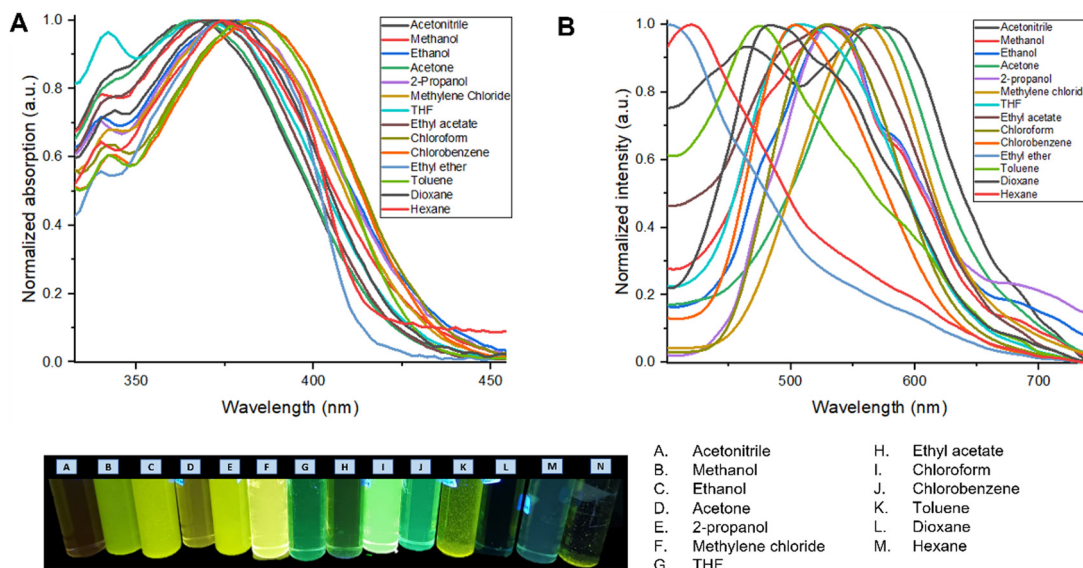 A
Normalized absorption (a.u.)
1.0
0.8
0.6
0.4
0.2
0.0
350
400
450
Wavelength (nm)
Acetonitrile
Methanol
Ethanol
Acetone
2-Propanol
Methylene Chloride
THF
Ethyl acetate
Chloroform
Chlorobenzene
Ethyl ether
Toluene
Dioxane
Hexane
B
Normalized intensity (a.u.)
1.0
0.8
0.6
0.4
0.2
0.0
500
600
700
Wavelength (nm)
Acetonitrile
Methanol
Ethanol
Acetone
2-propanol
Methylene chlorid
THF
Ethyl acetate
Chloroform
Chlorobenzene
Ethyl ether
Toluene
Dioxane
Hexane
A B C D E F G H I J K L M N
A. Acetonitrile
B. Methanol
C. Ethanol
D. Acetone
E. 2-propanol
F. Methylene chloride
G. THF
H. Ethyl acetate
I. Chloroform
J. Chlorobenzene
K. Toluene
L. Dioxane
M. Hexane